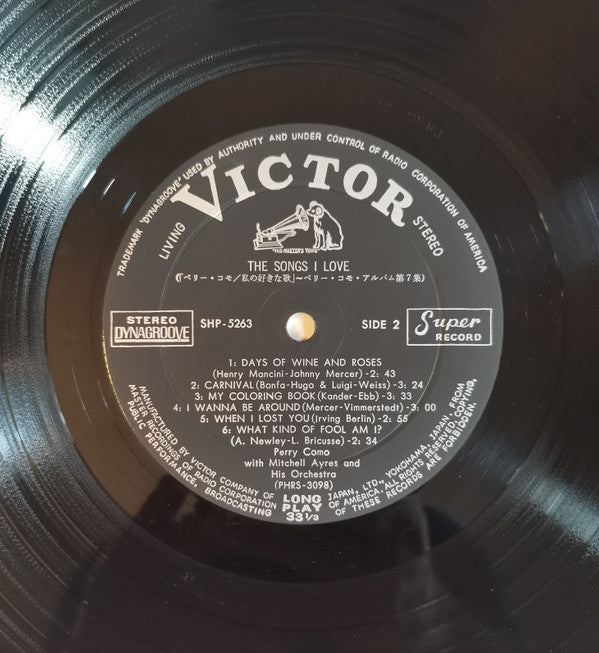 TRADEMARK "DYNAGROOVE" USED BY AUTHORITY AND UNDER CONTROL OF RADIO CORPORATION OF AMERICA
VICTOR
LIVING
STEREO
"HIS MASTER'S VOICE"
THE SONGS I LOVE
(「ペリー・コモ/私の好きな歌」~ペリー・コモ・アルバム第7集)
STEREO
DYNAGROOVE
SHP-5263
SIDE 2
Super
RECORD
1: DAYS OF WINE AND ROSES
(Henry Mancini-Johnny Mercer)-2: 43
2: CARNIVAL(Bonfa-Hugo & Luigi-Weiss)-3: 24
3: MY COLORING BOOK(Kander-Ebb)-3: 33
4: I WANNA BE AROUND(Mercer-Vimmerstedt)-3: 00
5: WHEN I LOST YOU(Irving Berlin)-2: 55
6: WHAT KIND OF FOOL AM I?
(A. Newley-L. Bricusse)-2: 34
Perry Como
with Mitchell Ayres and
His Orchestra
(PHRS-3098)
LONG
PLAY
33 1/3
MANUFACTURED BY VICTOR COMPANY OF JAPAN, LTD., YOKOHAMA, JAPAN, FROM
MASTER RECORDINGS OF RADIO CORPORATION OF AMERICA, ALL RIGHTS RESERVED, COPYING,
PUBLIC PERFORMANCE, BROADCASTING OF THESE RECORDS ARE FORBIDDEN.